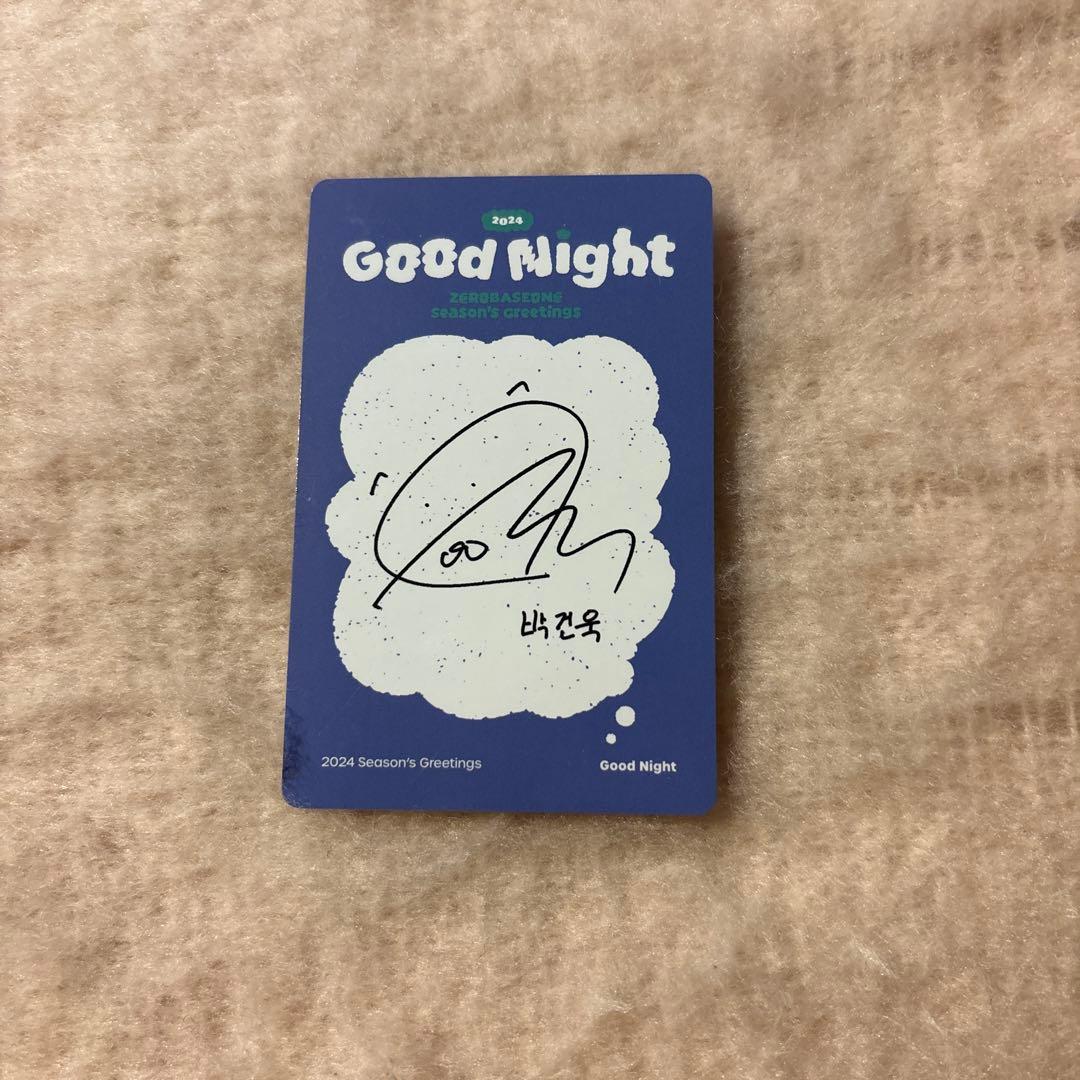 2024
Good Night
ZEROBASEONE
season's Greetings
박건욱
2024 Season's Greetings
Good Night